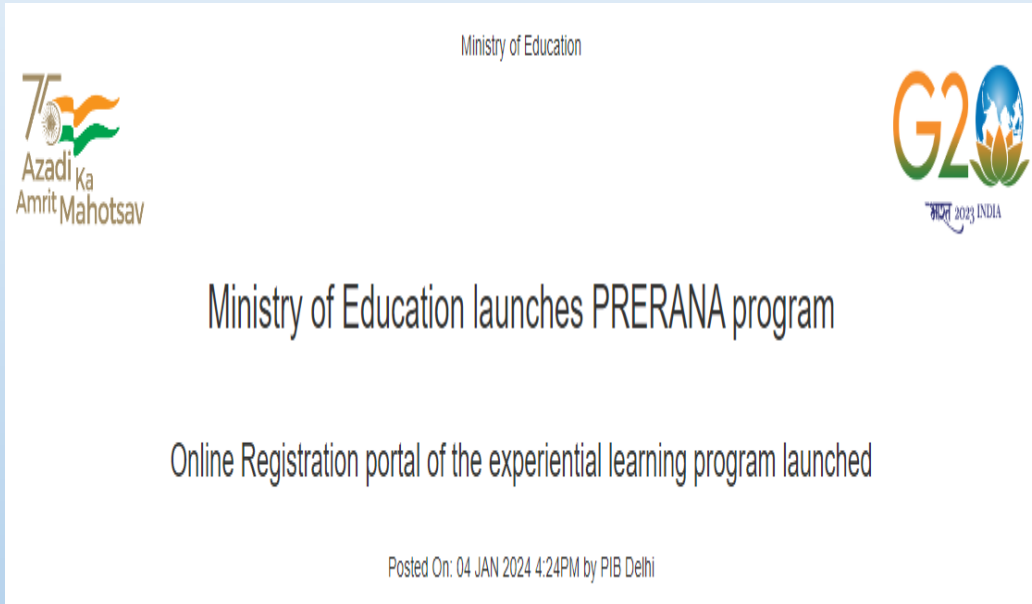 Ministry of Education
75
Azadi Ka
Amrit Mahotsav
G20
भारत 2023 INDIA
Ministry of Education launches PRERANA program
Online Registration portal of the experiential learning program launched
Posted On: 04 JAN 2024 4:24PM by PIB Delhi